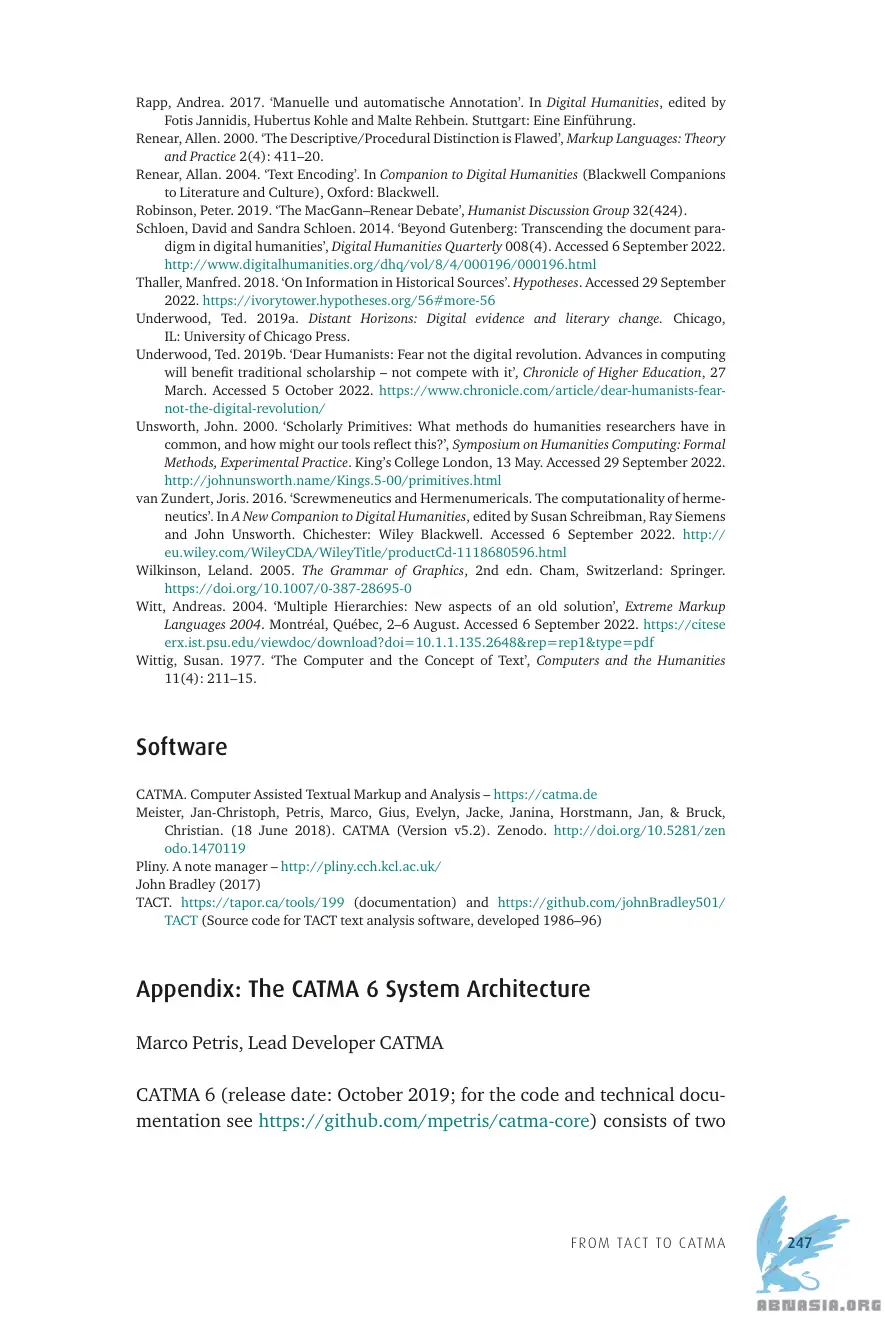 Rapp, Andrea. 2017. ‘Manuelle und automatische Annotation’. In Digital Humanities, edited by
Fotis Jannidis, Hubertus Kohle and Malte Rehbein. Stuttgart: Eine Einführung.
Renear, Allen. 2000. ‘The Descriptive/Procedural Distinction is Flawed’, Markup Languages: Theory
and Practice 2(4): 411–20.
Renear, Allan. 2004. ‘Text Encoding’. In Companion to Digital Humanities (Blackwell Companions
to Literature and Culture), Oxford: Blackwell.
Robinson, Peter. 2019. ‘The MacGann–Renear Debate’, Humanist Discussion Group 32(424).
Schloen, David and Sandra Schloen. 2014. ‘Beyond Gutenberg: Transcending the document para-
digm in digital humanities’, Digital Humanities Quarterly 008(4). Accessed 6 September 2022.
http://www.digitalhumanities.org/dhq/vol/8/4/000196/000196.html
Thaller, Manfred. 2018. ‘On Information in Historical Sources’. Hypotheses. Accessed 29 September
2022. https://ivorytower.hypotheses.org/56#more-56
Underwood, Ted. 2019a. Distant Horizons: Digital evidence and literary change. Chicago,
IL: University of Chicago Press.
Underwood, Ted. 2019b. ‘Dear Humanists: Fear not the digital revolution. Advances in computing
will benefit traditional scholarship – not compete with it’, Chronicle of Higher Education, 27
March. Accessed 5 October 2022. https://www.chronicle.com/article/dear-humanists-fear-
not-the-digital-revolution/
Unsworth, John. 2000. ‘Scholarly Primitives: What methods do humanities researchers have in
common, and how might our tools reflect this?’, Symposium on Humanities Computing: Formal
Methods, Experimental Practice. King’s College London, 13 May. Accessed 29 September 2022.
http://johnunsworth.name/Kings.5-00/primitives.html
van Zundert, Joris. 2016. ‘Screwmeneutics and Hermenumericals. The computationality of herme-
neutics’. In A New Companion to Digital Humanities, edited by Susan Schreibman, Ray Siemens
and John Unsworth. Chichester: Wiley Blackwell. Accessed 6 September 2022. http://
eu.wiley.com/WileyCDA/WileyTitle/productCd-1118680596.html
Wilkinson, Leland. 2005. The Grammar of Graphics, 2nd edn. Cham, Switzerland: Springer.
https://doi.org/10.1007/0-387-28695-0
Witt, Andreas. 2004. ‘Multiple Hierarchies: New aspects of an old solution’, Extreme Markup
Languages 2004. Montréal, Québec, 2–6 August. Accessed 6 September 2022. https://citese
erx.ist.psu.edu/viewdoc/download?doi=10.1.1.135.2648&rep=rep1&type=pdf
Wittig, Susan. 1977. ‘The Computer and the Concept of Text’, Computers and the Humanities
11(4): 211–15.
Software
CATMA. Computer Assisted Textual Markup and Analysis – https://catma.de
Meister, Jan-Christoph, Petris, Marco, Gius, Evelyn, Jacke, Janina, Horstmann, Jan, & Bruck,
Christian. (18 June 2018). CATMA (Version v5.2). Zenodo. http://doi.org/10.5281/zen
odo.1470119
Pliny. A note manager – http://pliny.cch.kcl.ac.uk/
John Bradley (2017)
TACT. https://tapor.ca/tools/199 (documentation) and https://github.com/johnBradley501/
TACT (Source code for TACT text analysis software, developed 1986–96)
Appendix: The CATMA 6 System Architecture
Marco Petris, Lead Developer CATMA
CATMA 6 (release date: October 2019; for the code and technical docu-
mentation see https://github.com/mpetris/catma-core) consists of two
FROM TACT TO CATMA 247
ABNASIA.ORG